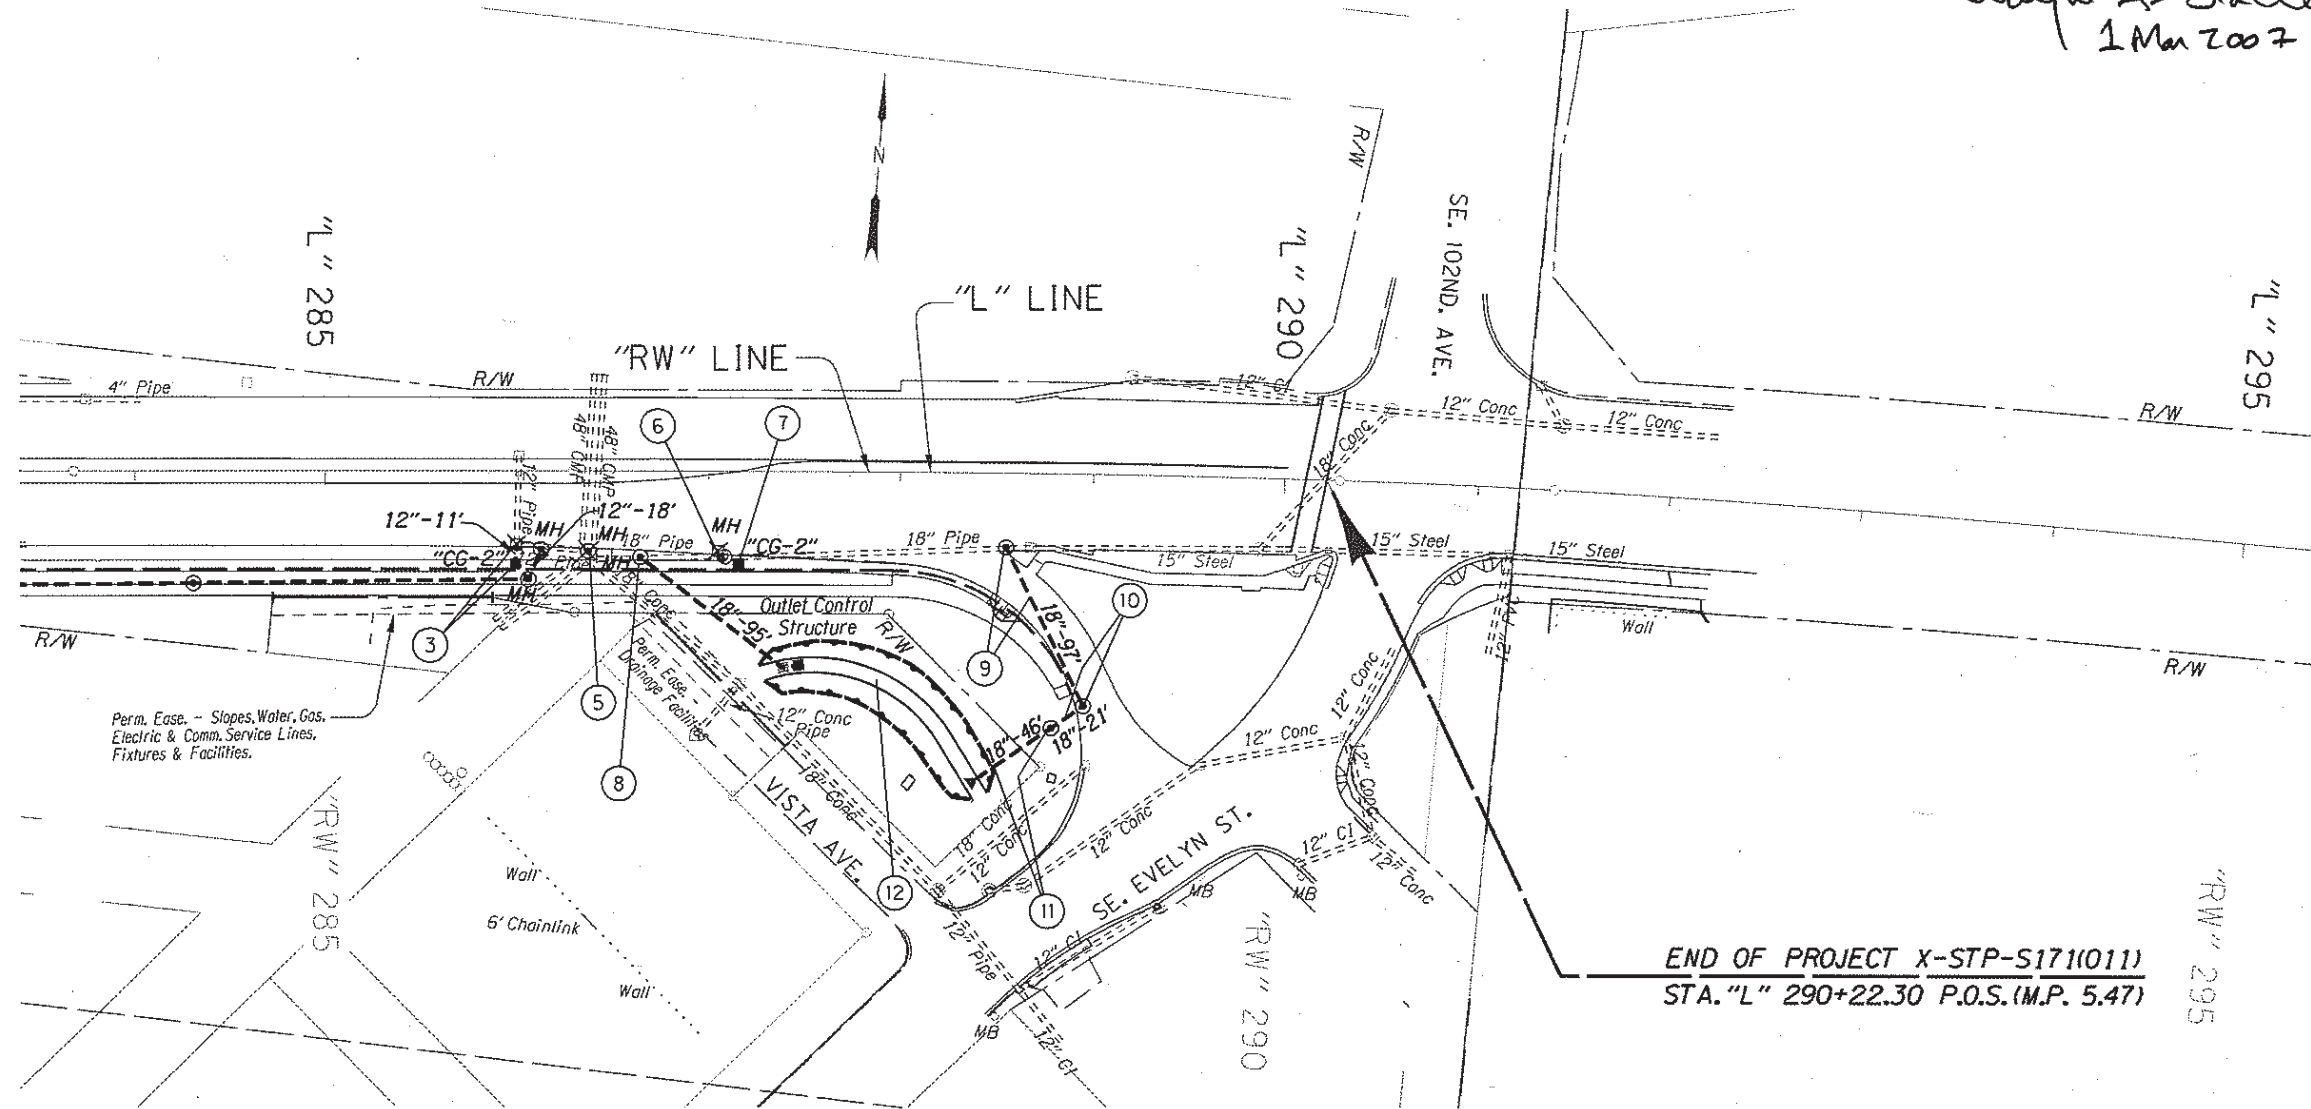 1 Mar 2007
N
R/W
SE. 102ND. AVE.
"L" 285
"L" 290
"L" 295
"L" LINE
"RW" LINE
4" Pipe
R/W
12" CI
12" Conc
12" Conc
R/W
48" CMP
48" CMP
6
7
18" Conc
12" Pipe
12"-11'
12"-18'
MH
MH
MH
"CG-2"
18" Pipe
"CG-2"
18" Pipe
15" Steel
15" Steel
15" Steel
Pipe
MH
MH
R/W
3
5
8
18" Conc
18"-95'
Outlet Control
Structure
R/W
9
18"-97'
10
Wall
R/W
Perm. Ease.
Drainage Facilities
12" Conc
Pipe
18"-46'
18"-21'
12" Conc
12" Conc
12" Conc
Perm. Ease. - Slopes, Water, Gas,
Electric & Comm. Service Lines,
Fixtures & Facilities.
VISTA AVE.
18" Conc
18" Conc
12" Conc
12" Conc
SE. EVELYN ST.
12" CI
12" Conc
12
11
MB
MB
"RW" 285
Wall
6' Chainlink
Wall
12" Pipe
12" CI
MB
12" CI
"RW" 290
"RW" 295
END OF PROJECT X-STP-S171(011)
STA. "L" 290+22.30 P.O.S. (M.P. 5.47)